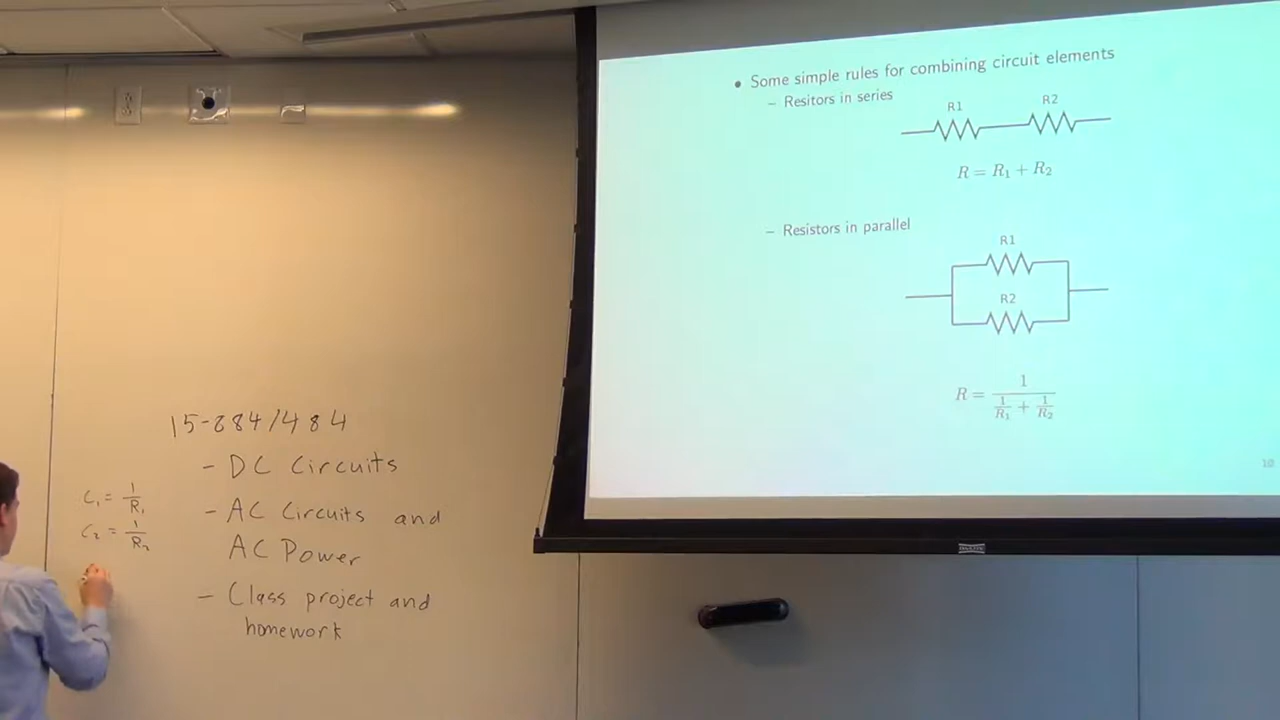 • Some simple rules for combining circuit elements
– Resitors in series
R1
R2
R = R₁ + R₂
– Resistors in parallel
R1
R2
R = 1 / (1/R₁ + 1/R₂)
10
15-884/484
– DC Circuits
– AC Circuits and
AC Power
– Class project and
homework
C₁ = 1/R₁
C₂ = 1/R₂